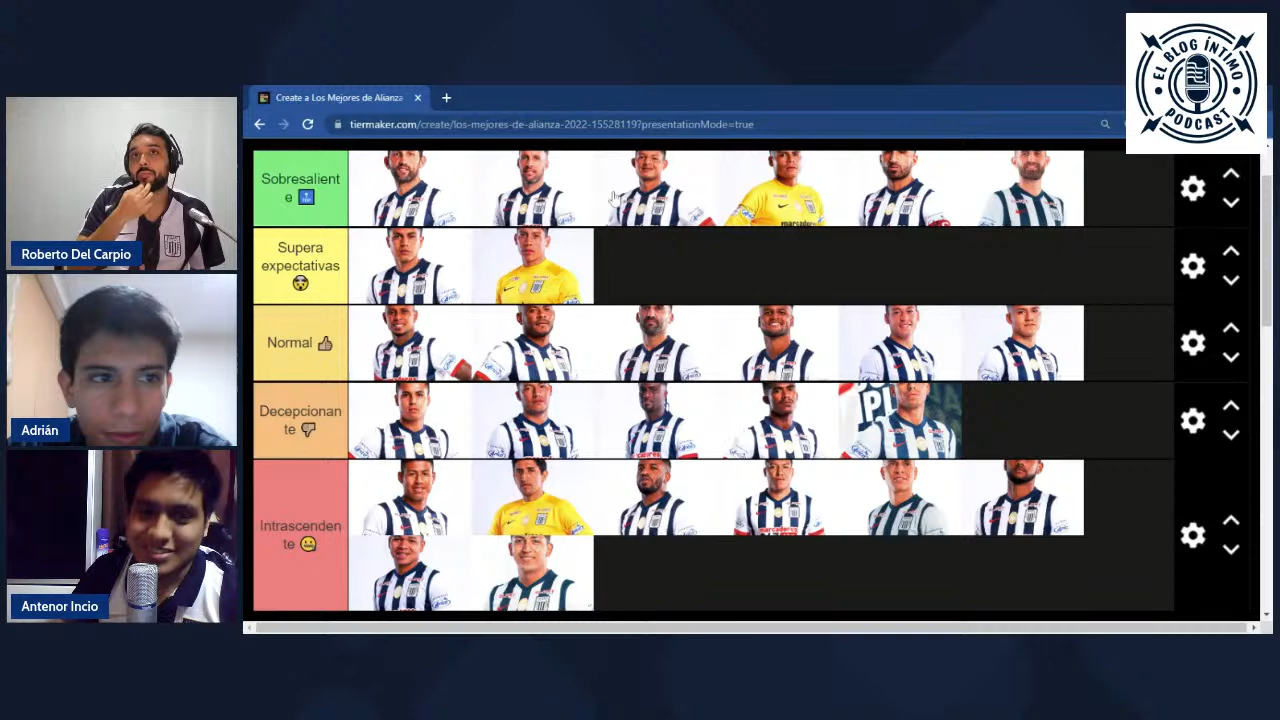 EL BLOG ÍNTIMO
PODCAST
Create a Los Mejores de Alianza
tiermaker.com/create/los-mejores-de-alianza-2022-15528119?presentationMode=true
Roberto Del Carpio
Adrián
Antenor Incio
Sobresalient
e
Supera
expectativas
Normal
Decepcionan
te
Intrascenden
te